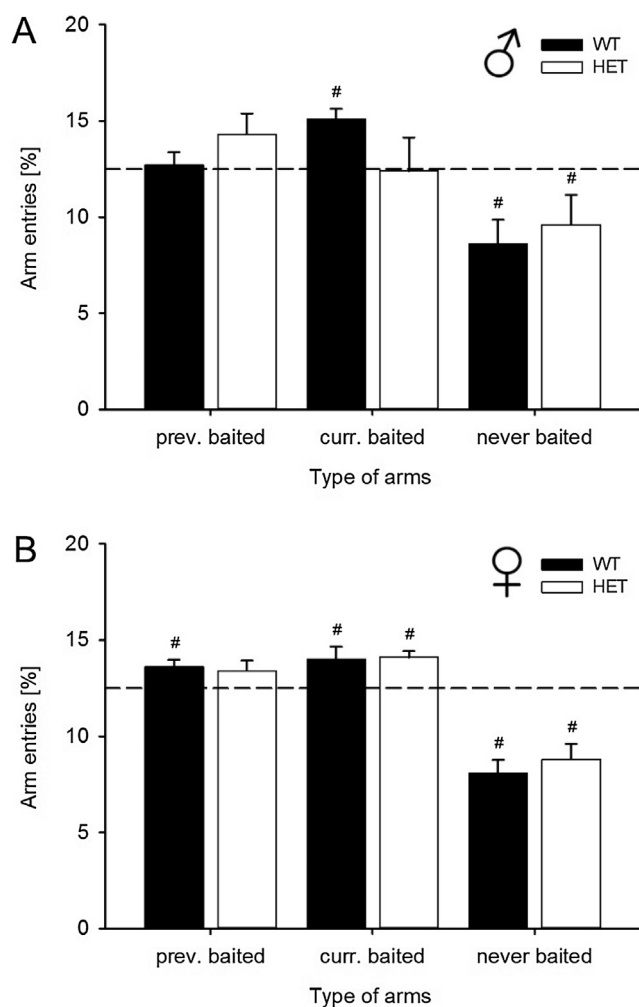 A
20
15
10
5
0
Arm entries [%]
WT
HET
#
#
#
prev. baited
curr. baited
never baited
Type of arms
B
20
15
10
5
0
Arm entries [%]
WT
HET
#
#
#
#
#
prev. baited
curr. baited
never baited
Type of arms